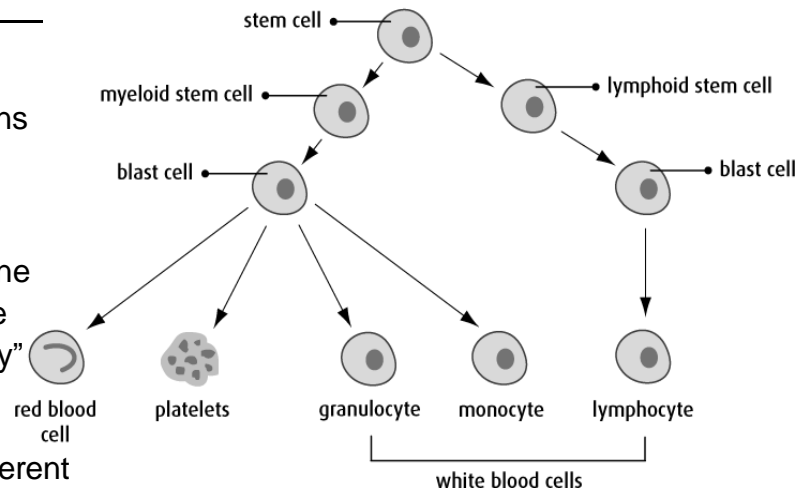 stem cell
myeloid stem cell
lymphoid stem cell
blast cell
blast cell
red blood
cell
platelets
granulocyte
monocyte
lymphocyte
white blood cells
erent